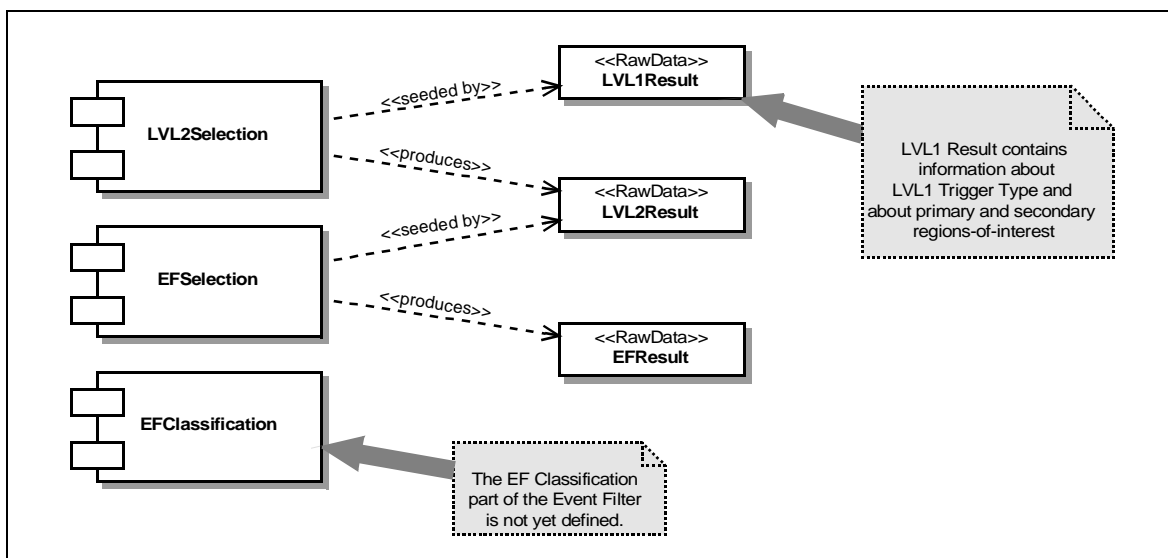 <<RawData>>
LVL1Result
<<seeded by>>
LVL2Selection
<<produces>>
LVL1 Result contains
information about
LVL1 Trigger Type and
about primary and secondary
regions-of-interest
<<RawData>>
LVL2Result
<<seeded by>>
EFSelection
<<produces>>
<<RawData>>
EFResult
EFClassification
The EF Classification
part of the Event Filter
is not yet defined.